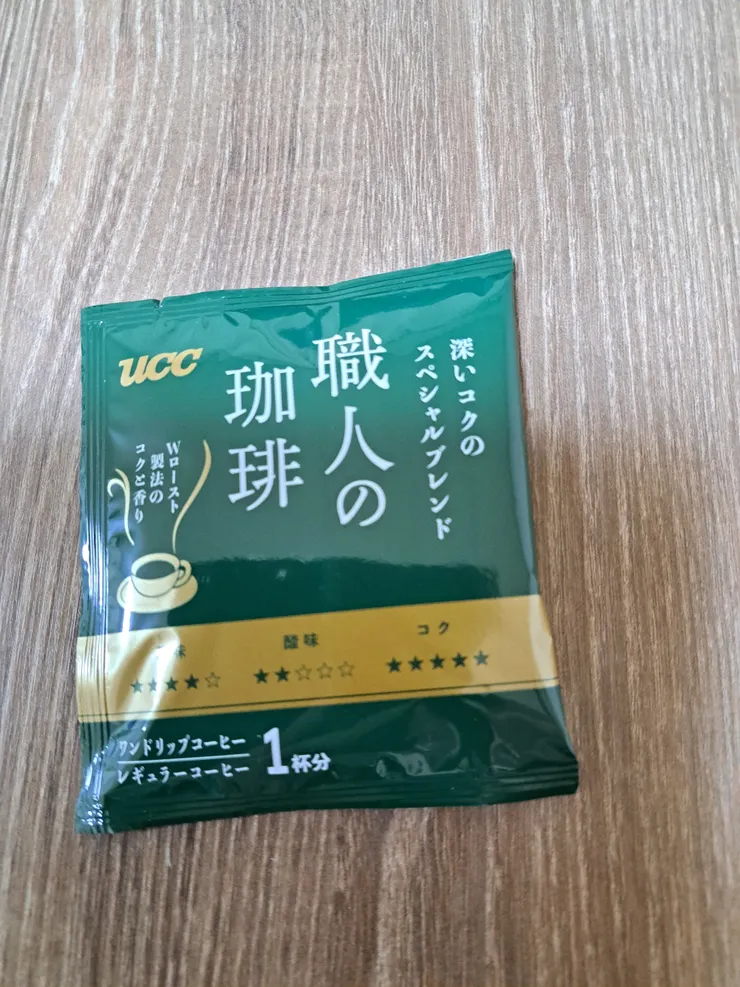 ucc
深いコクの
スペシャルブレンド
職人の
珈琲
Wロースト
製法の
コクと香り
味
★★★★☆
酸味
★★☆☆☆
コク
★★★★★
ワンドリップコーヒー
レギュラーコーヒー
1杯分